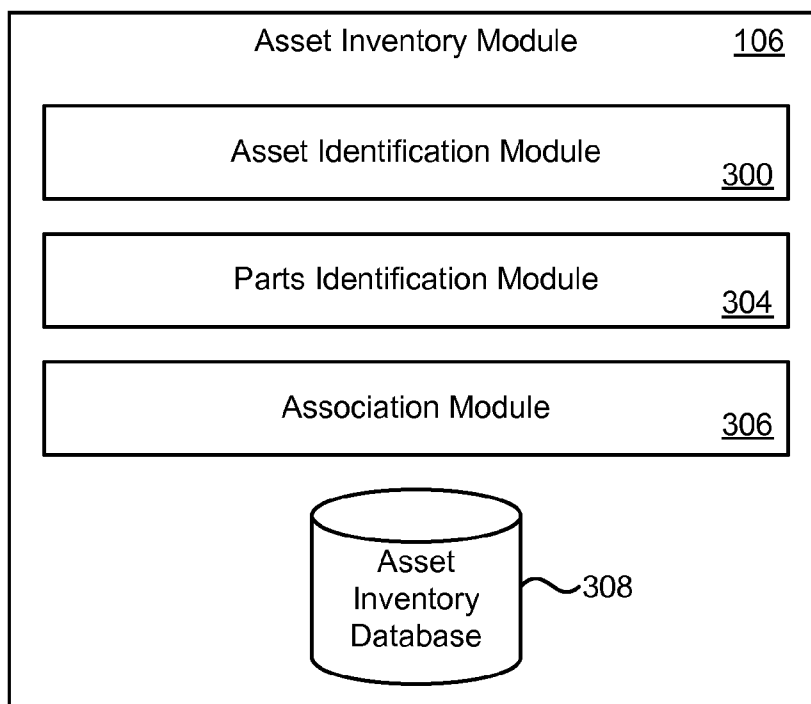 Asset Inventory Module 106
Asset Identification Module
300
Parts Identification Module
304
Association Module
306
Asset
Inventory
Database
308